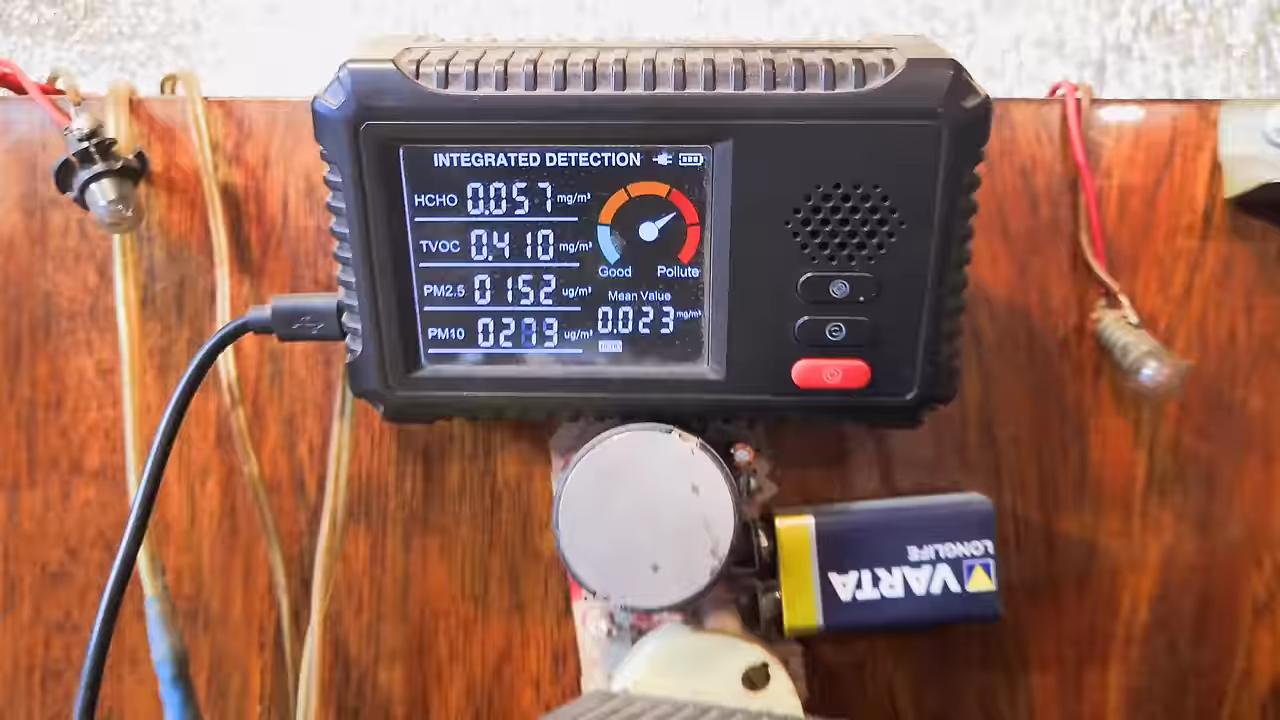 INTEGRATED DETECTION
HCHO 0.057 mg/m³
TVOC 0.410 mg/m³
PM2.5 0152 ug/m³
PM10 0279 ug/m³
Good Pollute
Mean Value
0.023 mg/m³
VARTA
LONGLIFE